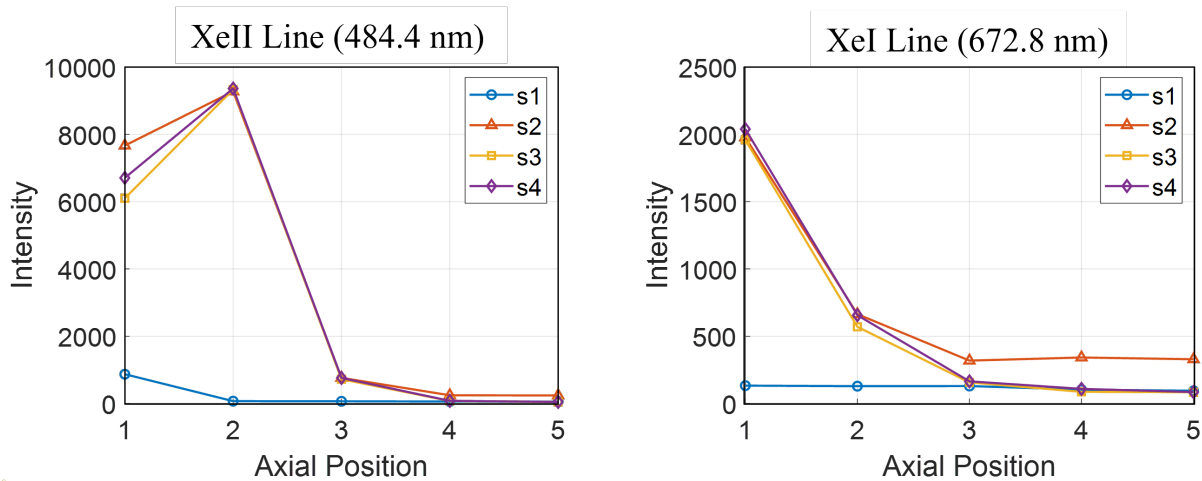 XeII Line (484.4 nm)
10000
8000
6000
4000
2000
0
1
2
3
4
5
Intensity
Axial Position
s1
s2
s3
s4
XeI Line (672.8 nm)
2500
2000
1500
1000
500
0
1
2
3
4
5
Intensity
Axial Position
s1
s2
s3
s4